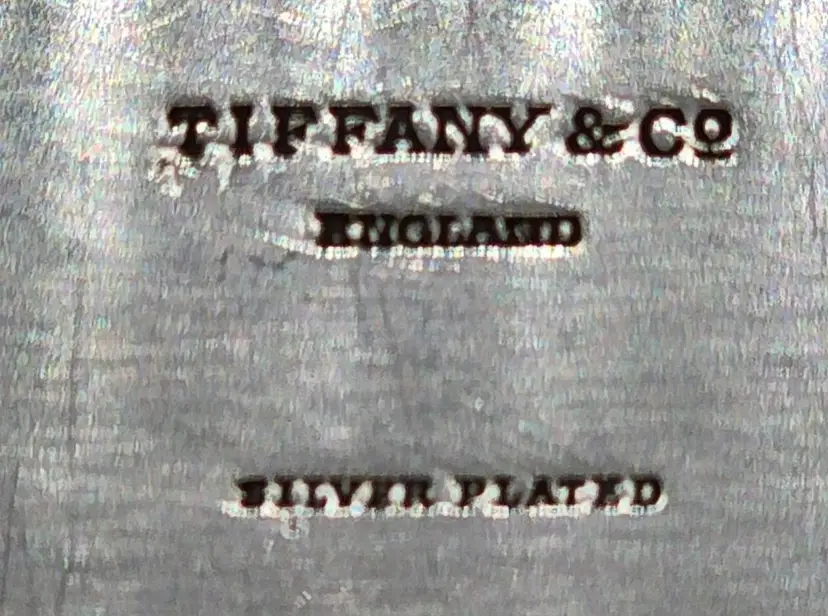 TIFFANY & Cº
ENGLAND
SILVER PLATED